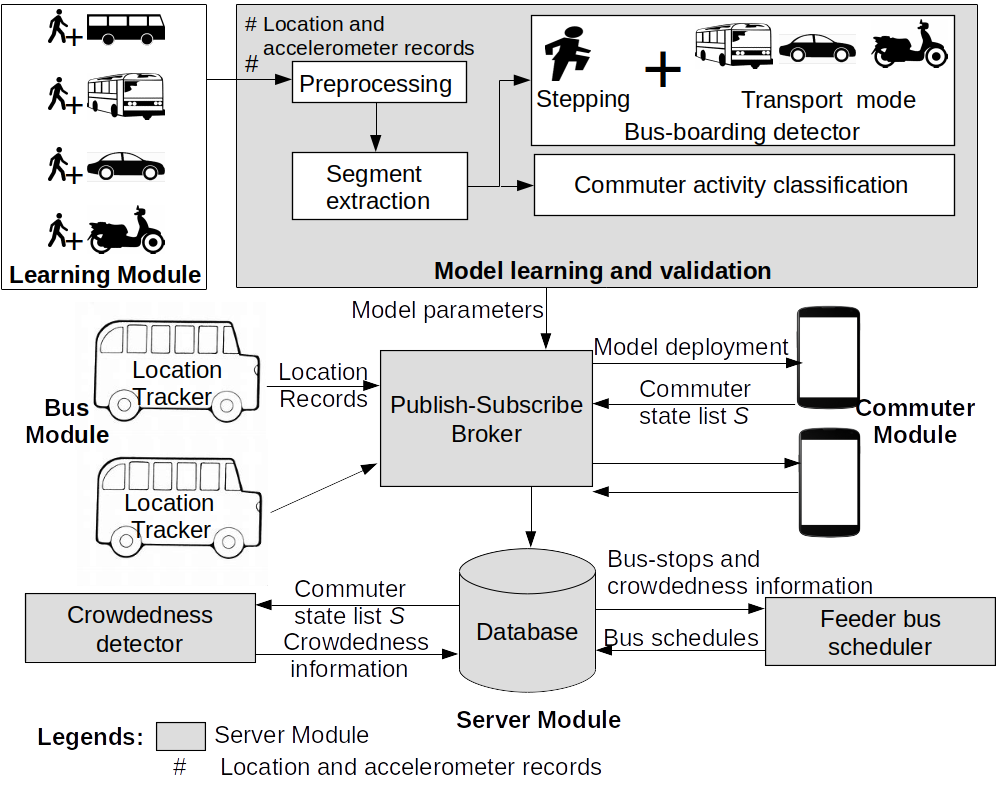 # Location and
accelerometer records
#
Preprocessing
Segment
extraction
Stepping
+
Transport mode
Bus-boarding detector
Commuter activity classification
+
+
+
+
Learning Module
Model learning and validation
Model parameters
Location
Tracker
Location
Records
Bus
Module
Location
Tracker
Publish-Subscribe
Broker
Model deployment
Commuter
state list S
Commuter
Module
Bus-stops and
crowdedness information
Commuter
state list S
Crowdedness
detector
Crowdedness
information
Database
Bus schedules
Feeder bus
scheduler
Server Module
Legends:
Server Module
# Location and accelerometer records